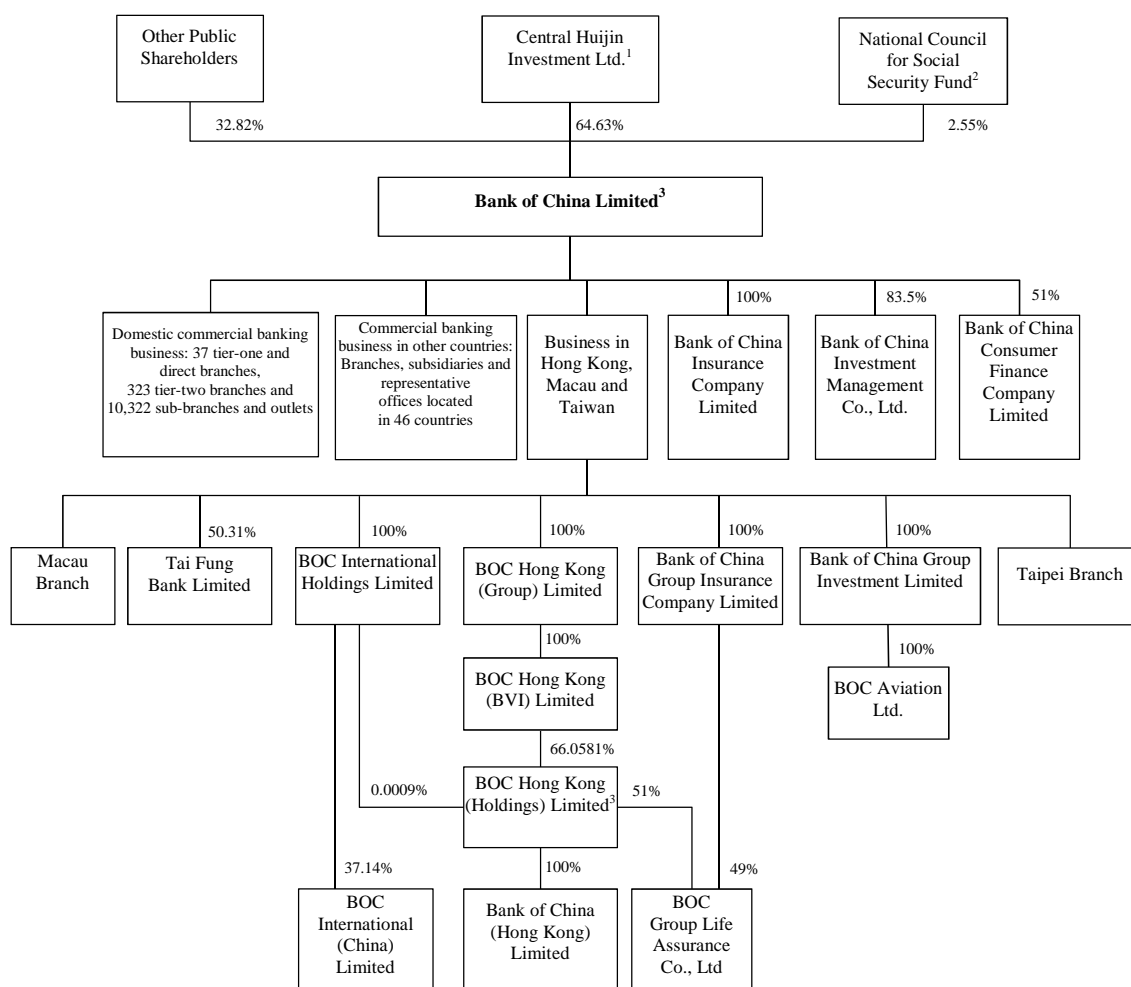 Other Public
Shareholders
Central Huijin
Investment Ltd.¹
National Council
for Social
Security Fund²
32.82%
64.63%
2.55%
Bank of China Limited³
100%
83.5%
51%
Domestic commercial banking
business: 37 tier-one and
direct branches,
323 tier-two branches and
10,322 sub-branches and outlets
Commercial banking
business in other countries:
Branches, subsidiaries and
representative
offices located
in 46 countries
Business in
Hong Kong,
Macau and
Taiwan
Bank of China
Insurance
Company
Limited
Bank of China
Investment
Management
Co., Ltd.
Bank of China
Consumer
Finance
Company
Limited
50.31%
100%
100%
100%
100%
Macau
Branch
Tai Fung
Bank Limited
BOC International
Holdings Limited
BOC Hong Kong
(Group) Limited
Bank of China
Group Insurance
Company Limited
Bank of China Group
Investment Limited
Taipei Branch
100%
100%
BOC Hong Kong
(BVI) Limited
BOC Aviation
Ltd.
66.0581%
0.0009%
BOC Hong Kong
(Holdings) Limited³
51%
37.14%
100%
49%
BOC
International
(China)
Limited
Bank of China
(Hong Kong)
Limited
BOC
Group Life
Assurance
Co., Ltd